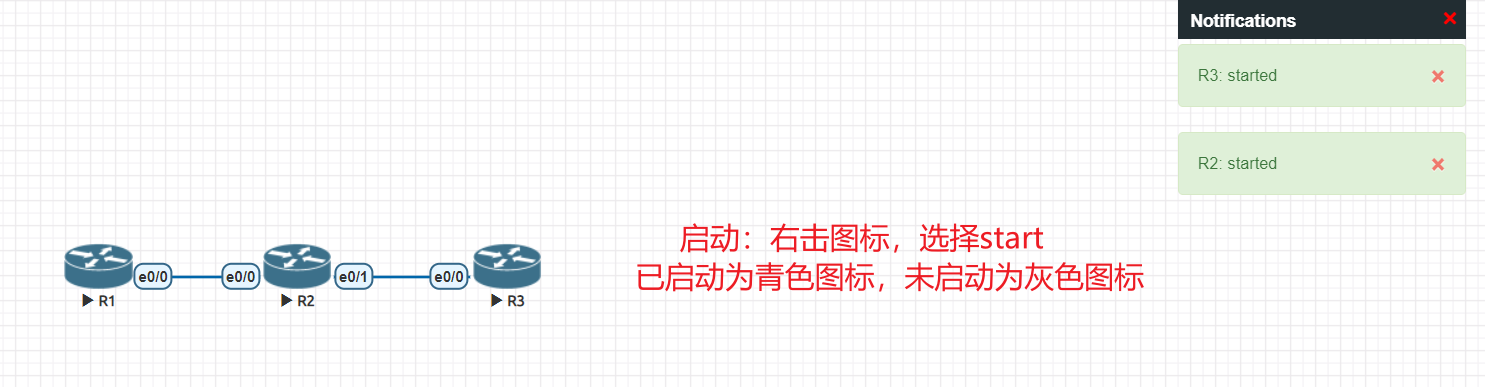 Notifications
R3: started
R2: started
启动：右击图标，选择start
已启动为青色图标，未启动为灰色图标
e0/0 e0/0 e0/1 e0/0
R1 R2 R3